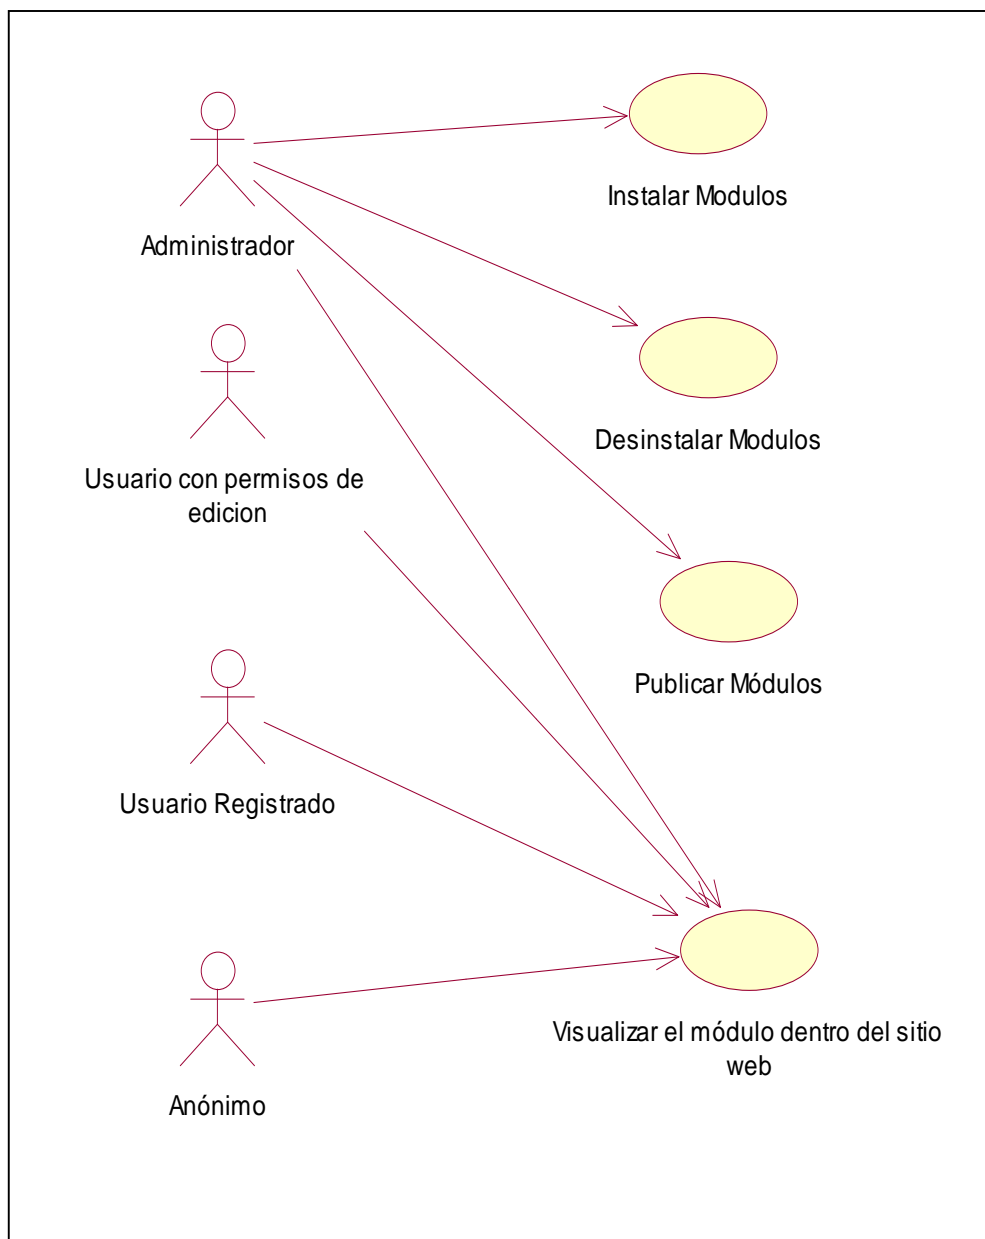 Instalar Modulos
Administrador
Desinstalar Modulos
Usuario con permisos de
edicion
Publicar Módulos
Usuario Registrado
Visualizar el módulo dentro del sitio
web
Anónimo